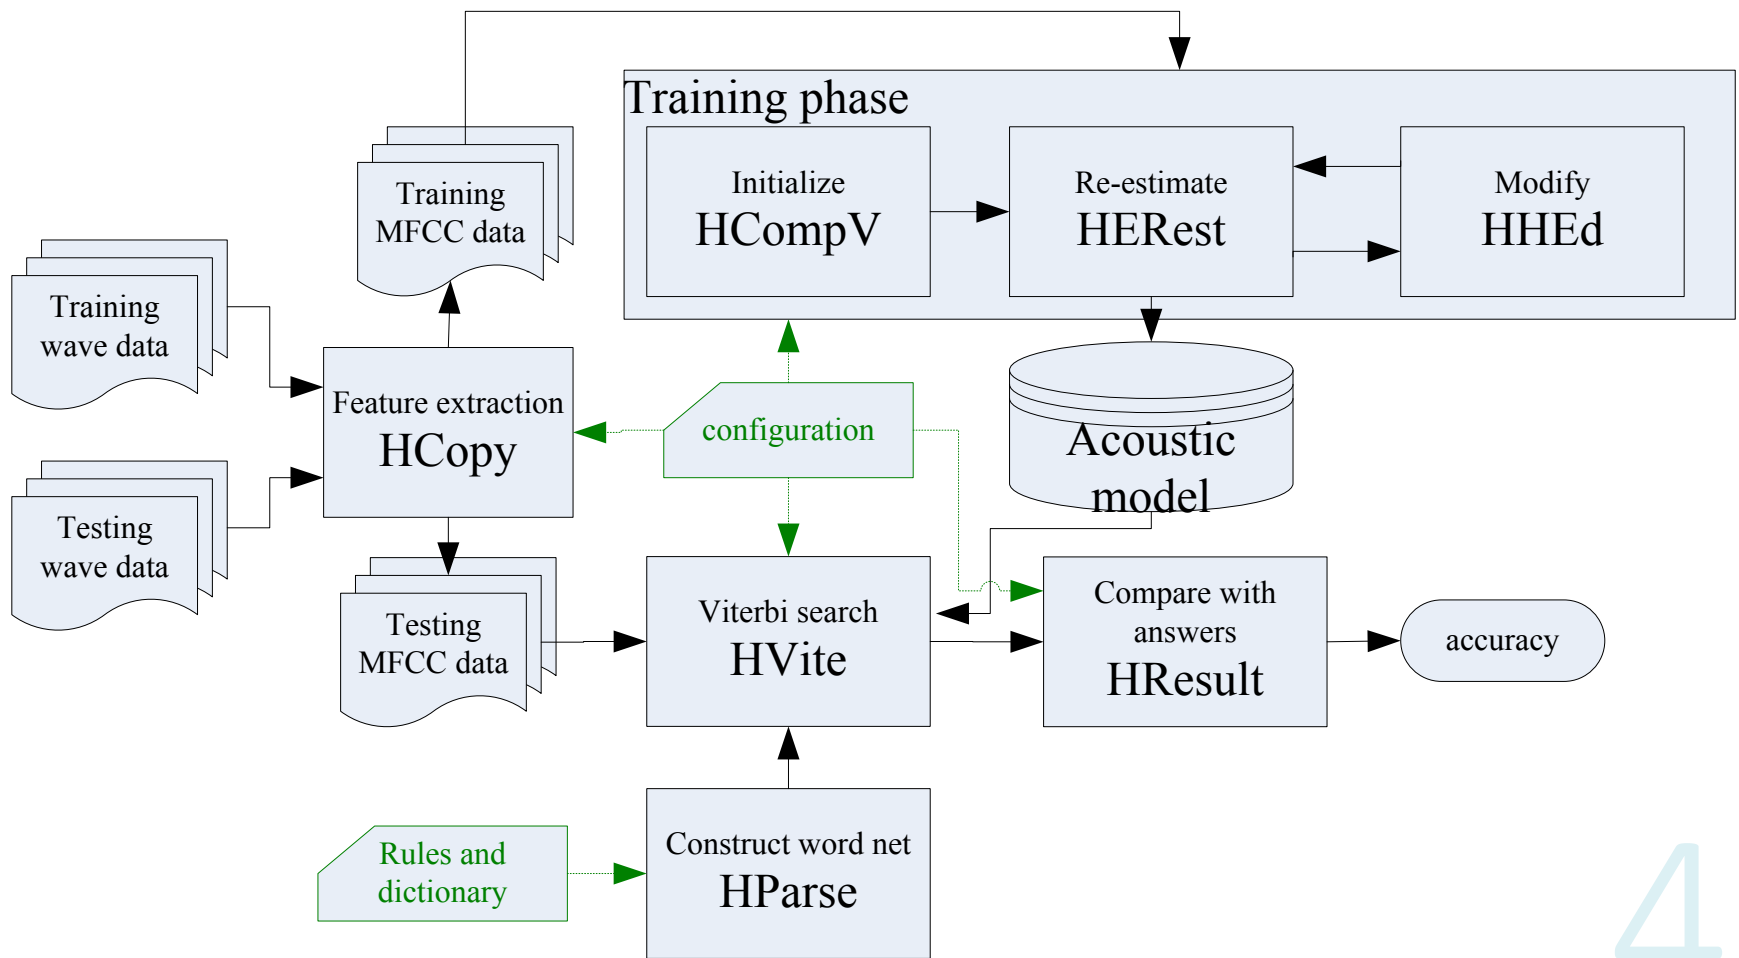 Training phase
Training
MFCC data
Initialize
HCompV
Re-estimate
HERest
Modify
HHEd
Training
wave data
Feature extraction
HCopy
configuration
Acoustic
model
Testing
wave data
Testing
MFCC data
Viterbi search
HVite
Compare with
answers
HResult
accuracy
Rules and
dictionary
Construct word net
HParse
4